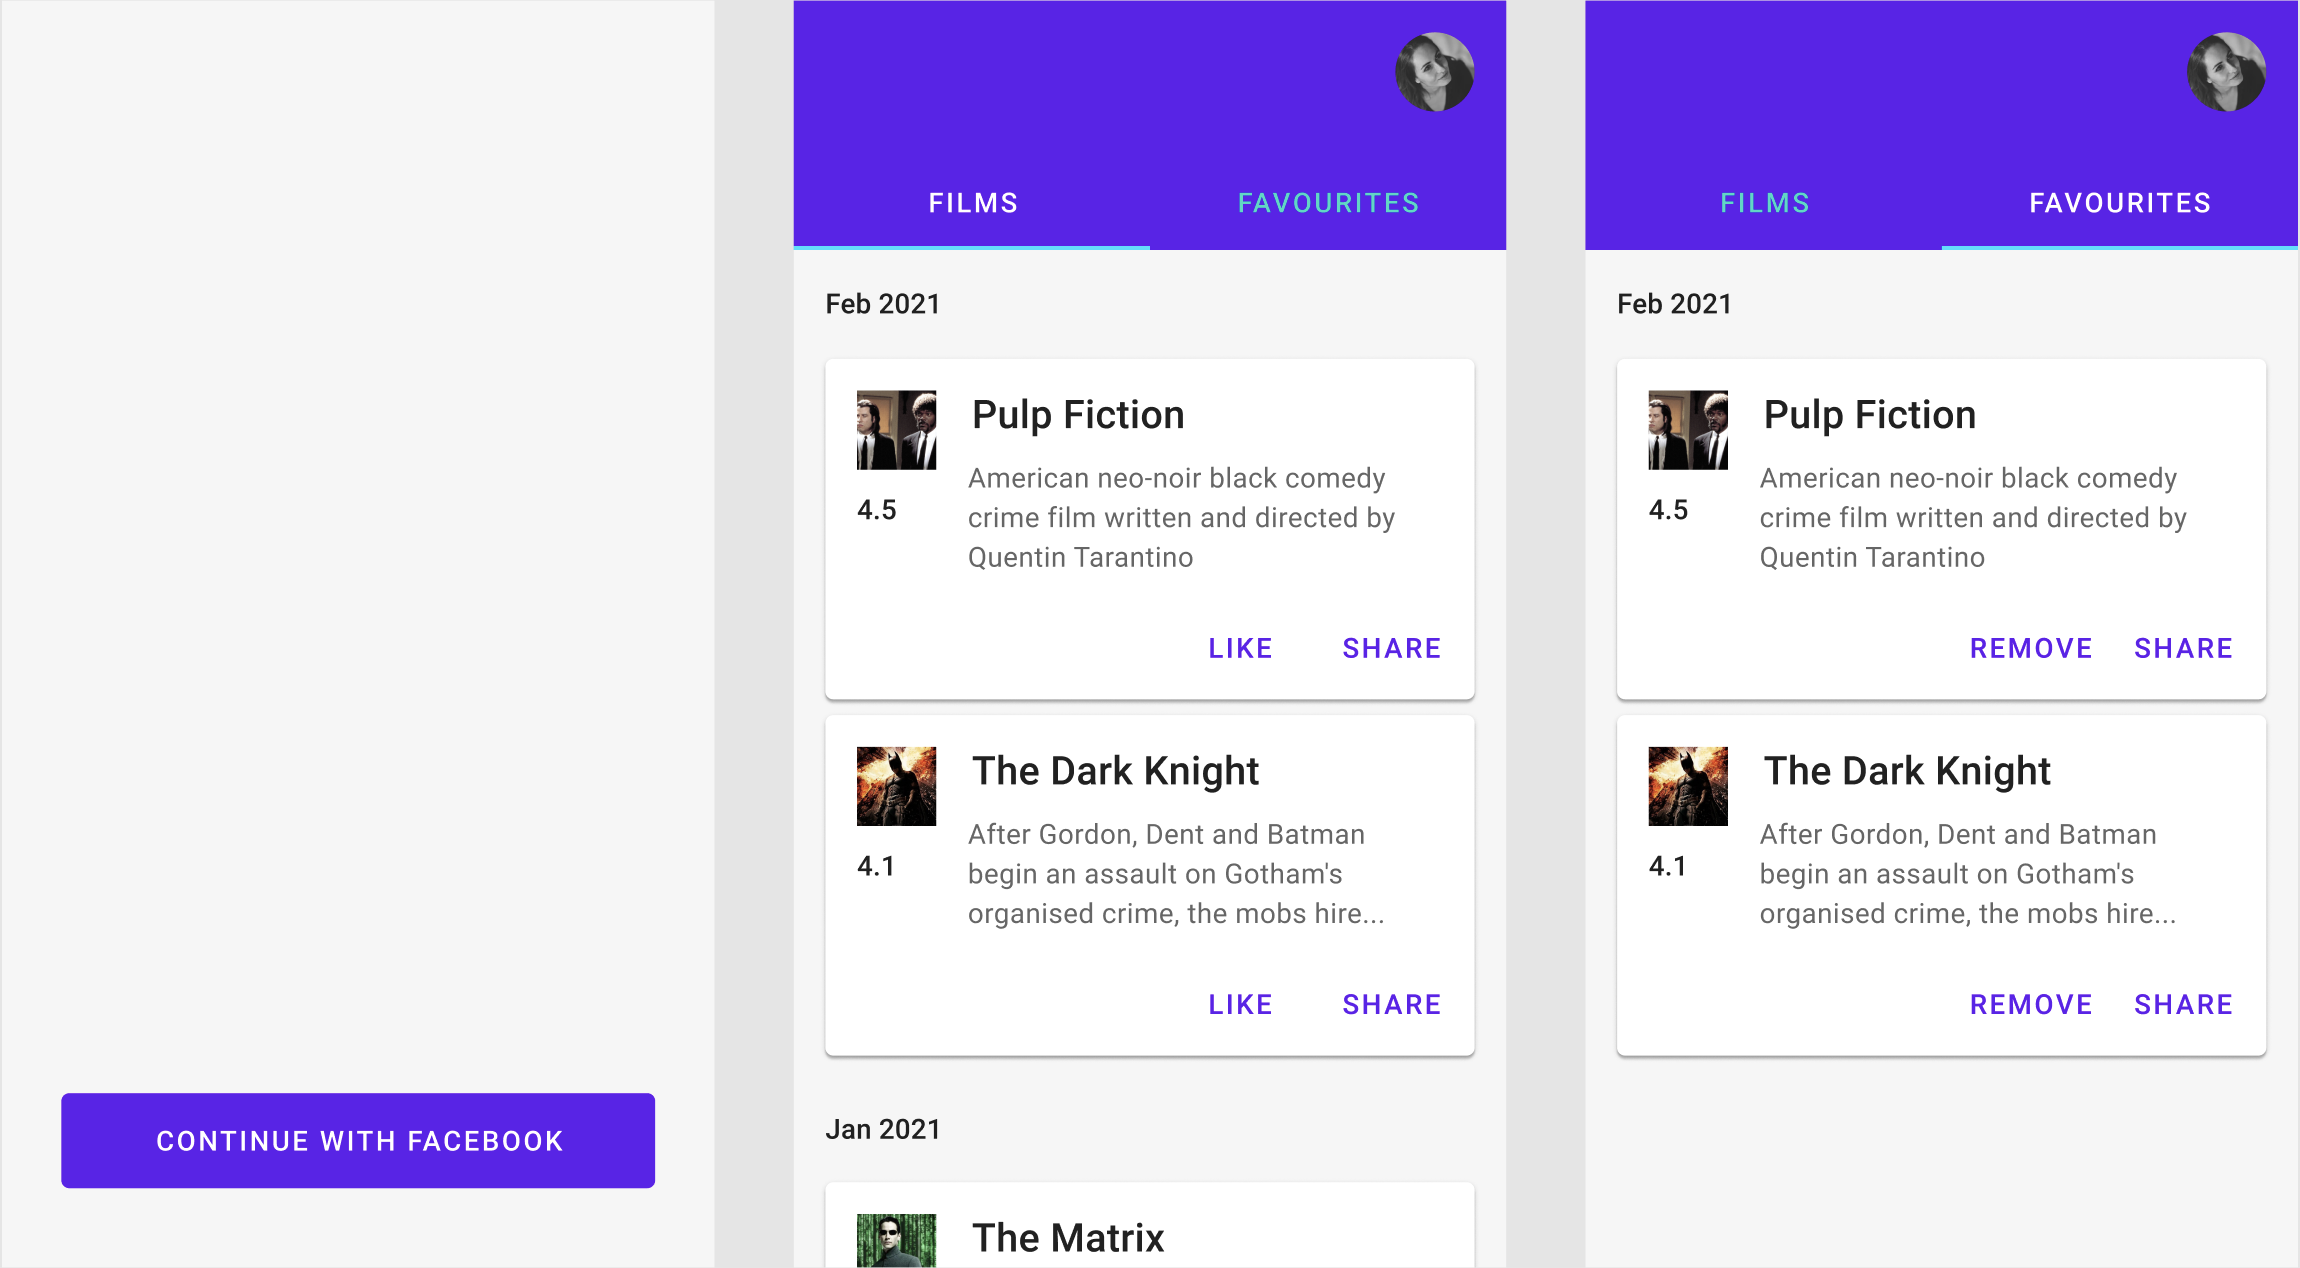 CONTINUE WITH FACEBOOK
FILMS
FAVOURITES
Feb 2021
Pulp Fiction
American neo-noir black comedy
crime film written and directed by
Quentin Tarantino
4.5
LIKE
SHARE
The Dark Knight
After Gordon, Dent and Batman
begin an assault on Gotham's
organised crime, the mobs hire...
4.1
LIKE
SHARE
Jan 2021
The Matrix
FILMS
FAVOURITES
Feb 2021
Pulp Fiction
American neo-noir black comedy
crime film written and directed by
Quentin Tarantino
4.5
REMOVE
SHARE
The Dark Knight
After Gordon, Dent and Batman
begin an assault on Gotham's
organised crime, the mobs hire...
4.1
REMOVE
SHARE